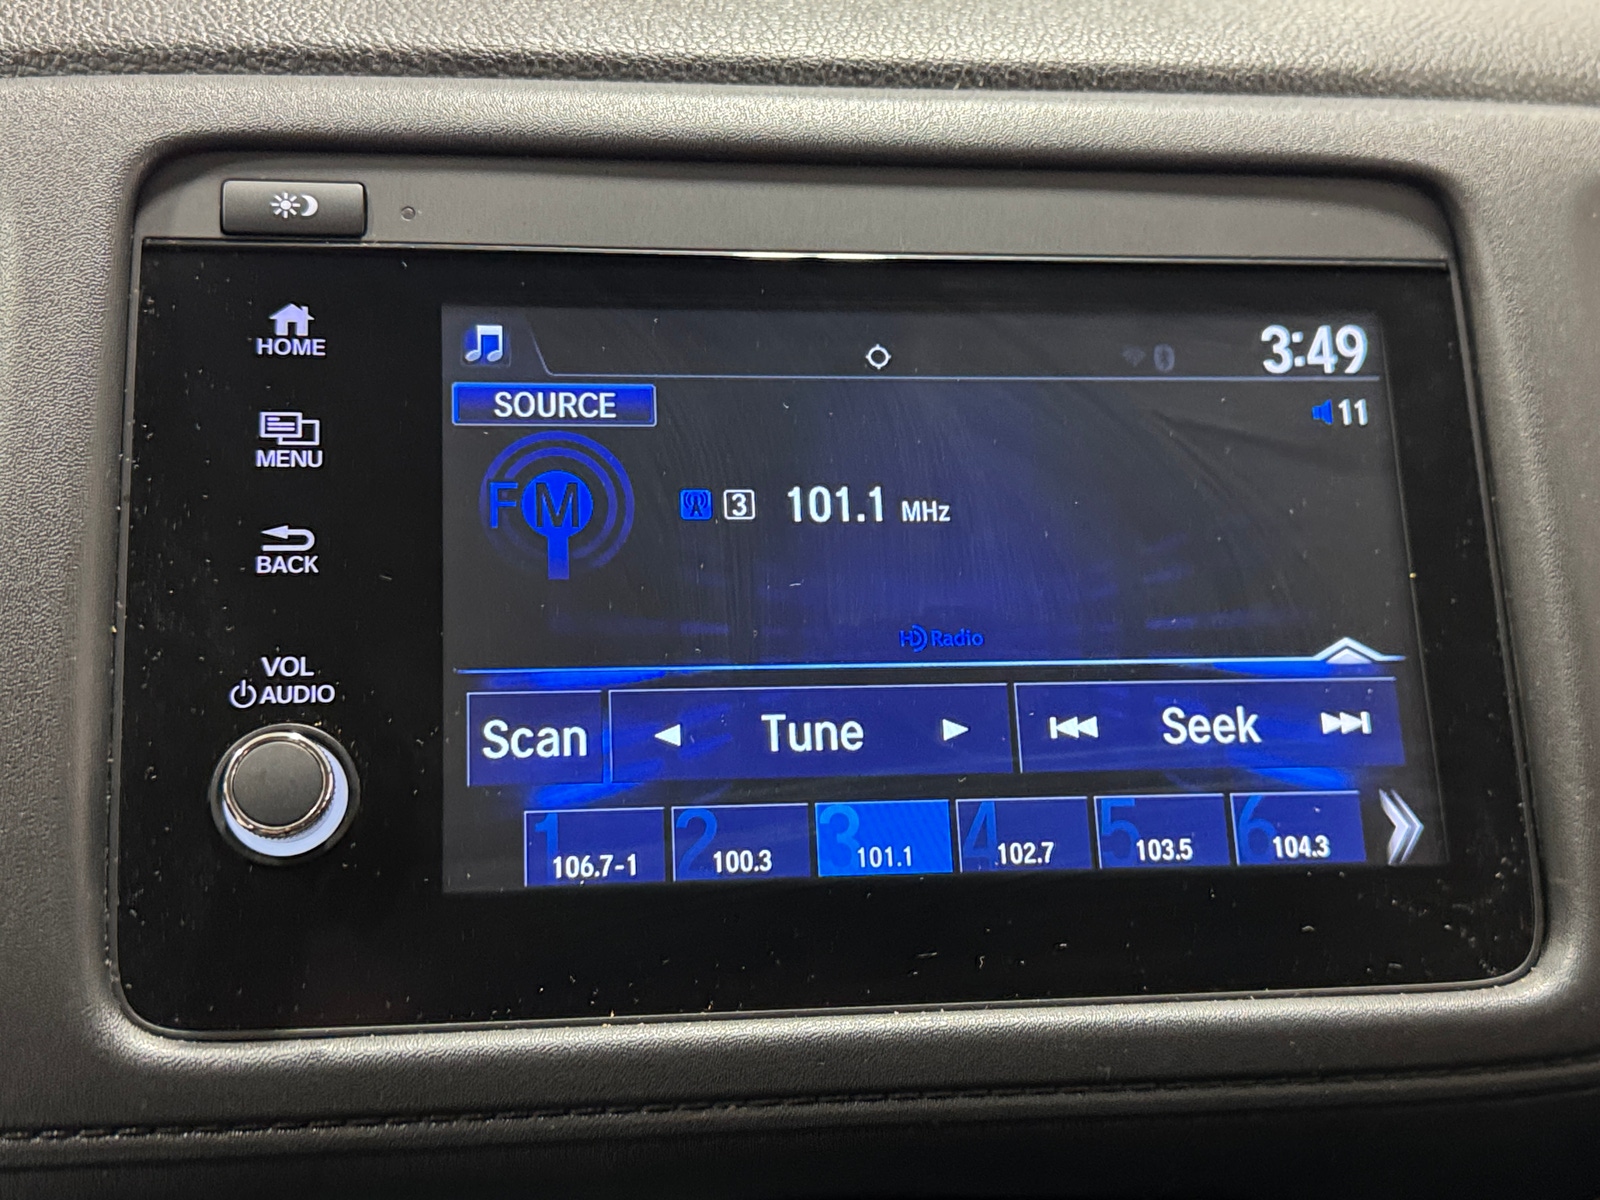 HOME
MENU
BACK
VOL
AUDIO
3:49
SOURCE
11
FM
3 101.1 MHz
HD Radio
Scan Tune Seek
1 2 3 4 5 6
106.7-1 100.3 101.1 102.7 103.5 104.3